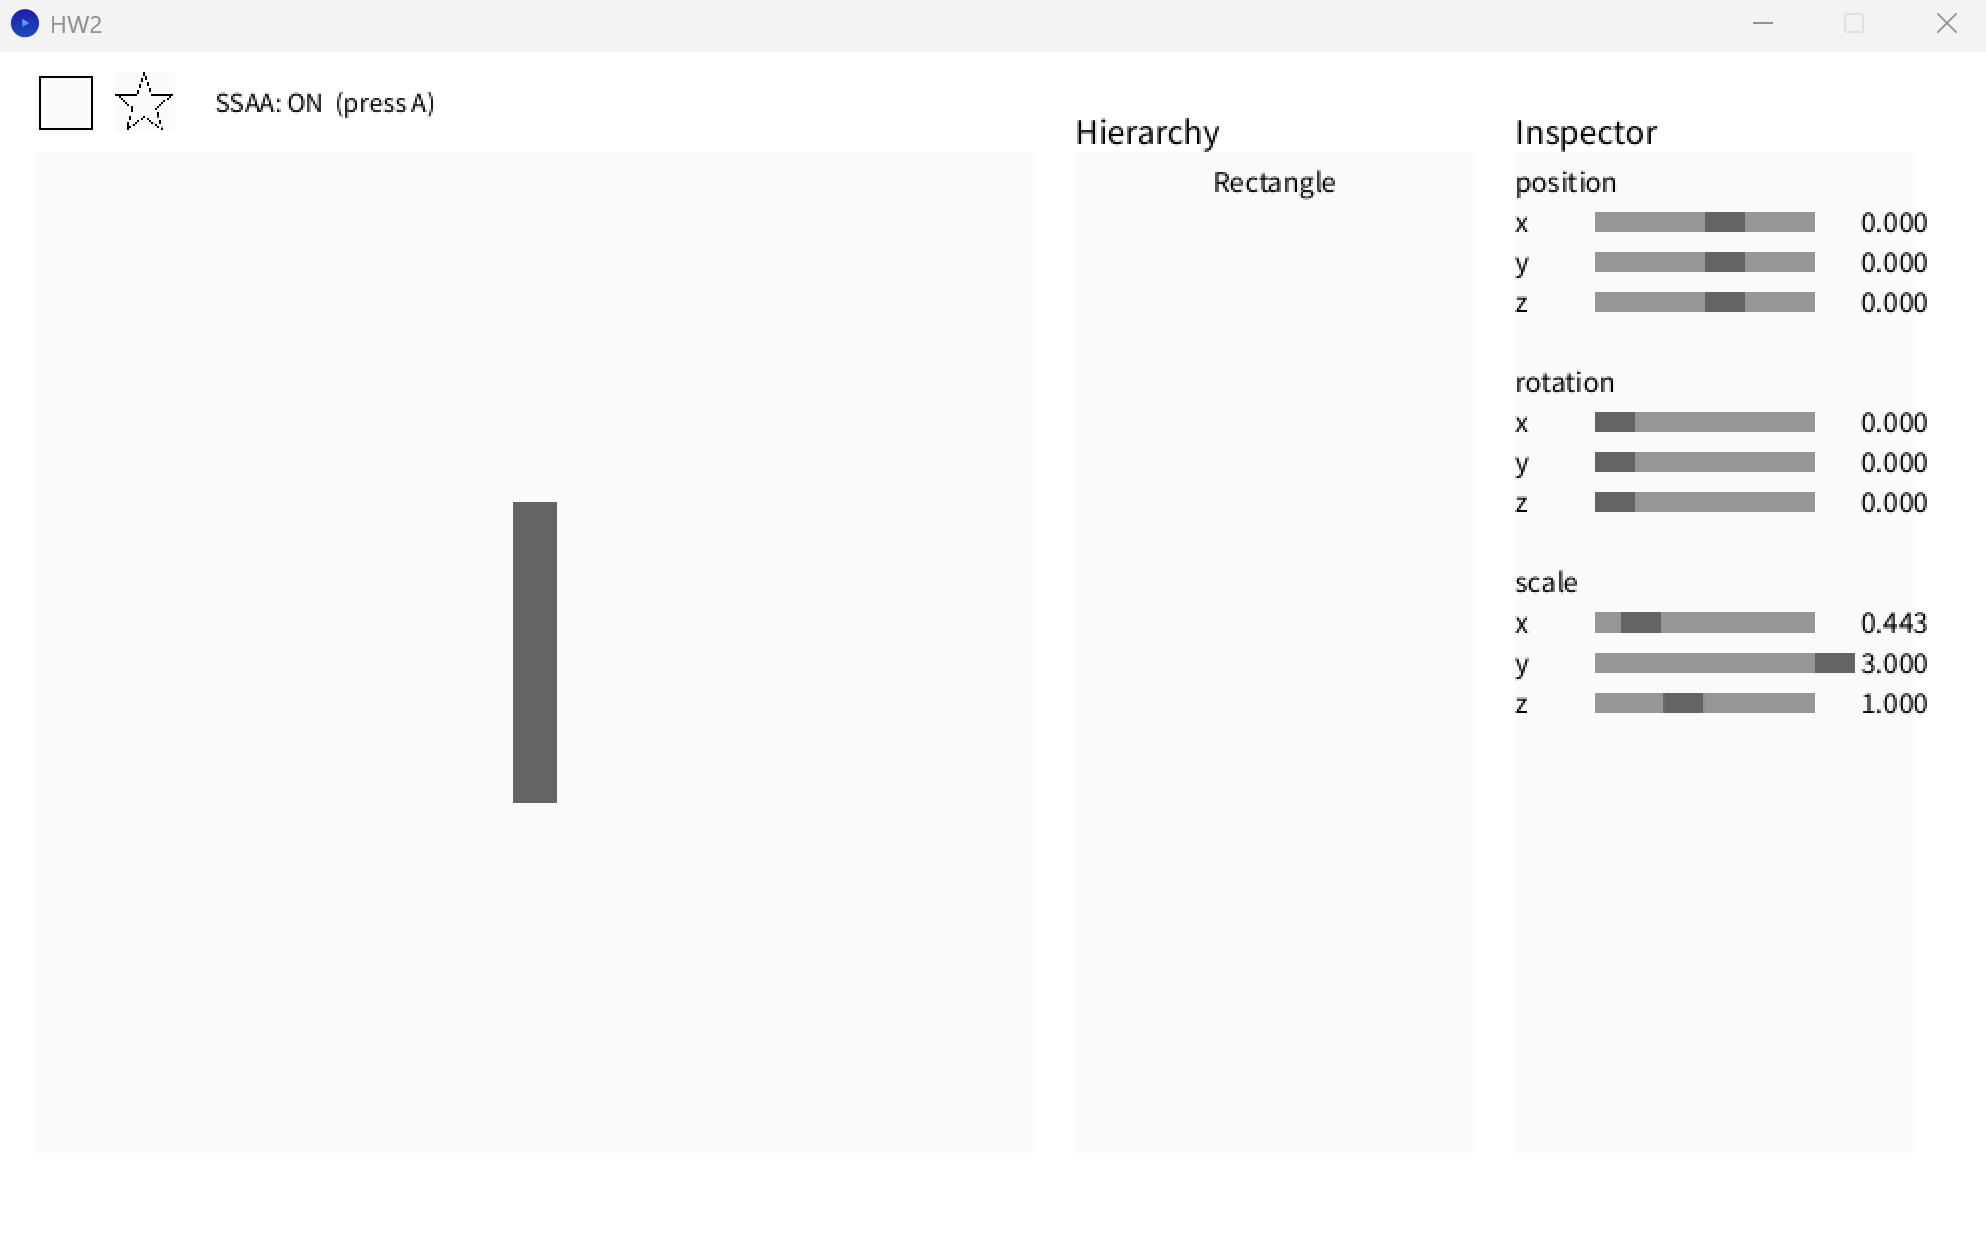 HW2
SSAA: ON (press A)
Hierarchy
Rectangle
Inspector
position
x 0.000
y 0.000
z 0.000
rotation
x 0.000
y 0.000
z 0.000
scale
x 0.443
y 3.000
z 1.000